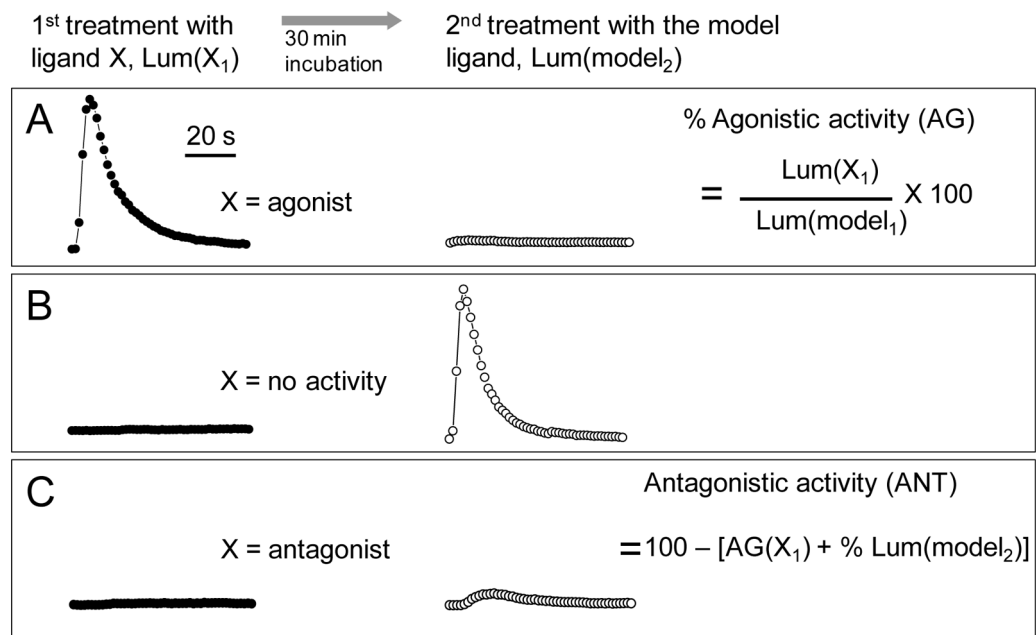 1st treatment with
ligand X, Lum(X1)
30 min
incubation
2nd treatment with the model
ligand, Lum(model2)
A
20 s
X = agonist
% Agonistic activity (AG)
= Lum(X1) / Lum(model1) X 100
B
X = no activity
C
X = antagonist
Antagonistic activity (ANT)
=100 – [AG(X1) + % Lum(model2)]